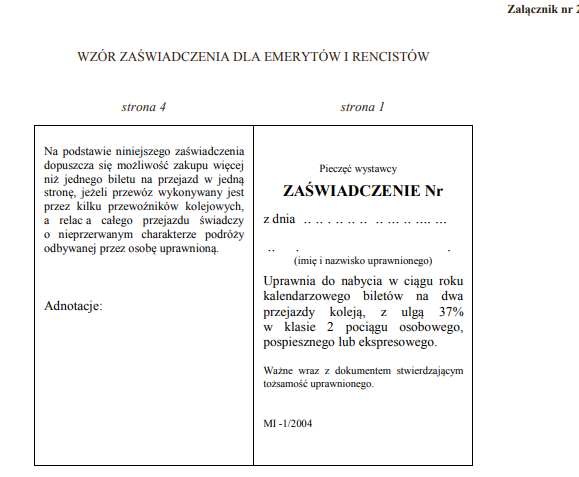 Załącznik nr 2
WZÓR ZAŚWIADCZENIA DLA EMERYTÓW I RENCISTÓW
strona 4
strona 1
Na podstawie niniejszego zaświadczenia
dopuszcza się możliwość zakupu więcej
niż jednego biletu na przejazd w jedną
stronę, jeżeli przewóz wykonywany jest
przez kilku przewoźników kolejowych,
a relac a całego przejazdu świadczy
o nieprzerwanym charakterze podróży
odbywanej przez osobę uprawnioną.
Adnotacje:
Pieczęć wystawcy
ZAŚWIADCZENIE Nr
z dnia .. .. . .. .. .. .. ... .. .... ...
.. . .
(imię i nazwisko uprawnionego)
Uprawnia do nabycia w ciągu roku
kalendarzowego biletów na dwa
przejazdy koleją, z ulgą 37%
w klasie 2 pociągu osobowego,
pospiesznego lub ekspresowego.
Ważne wraz z dokumentem stwierdzającym
tożsamość uprawnionego.
MI -1/2004